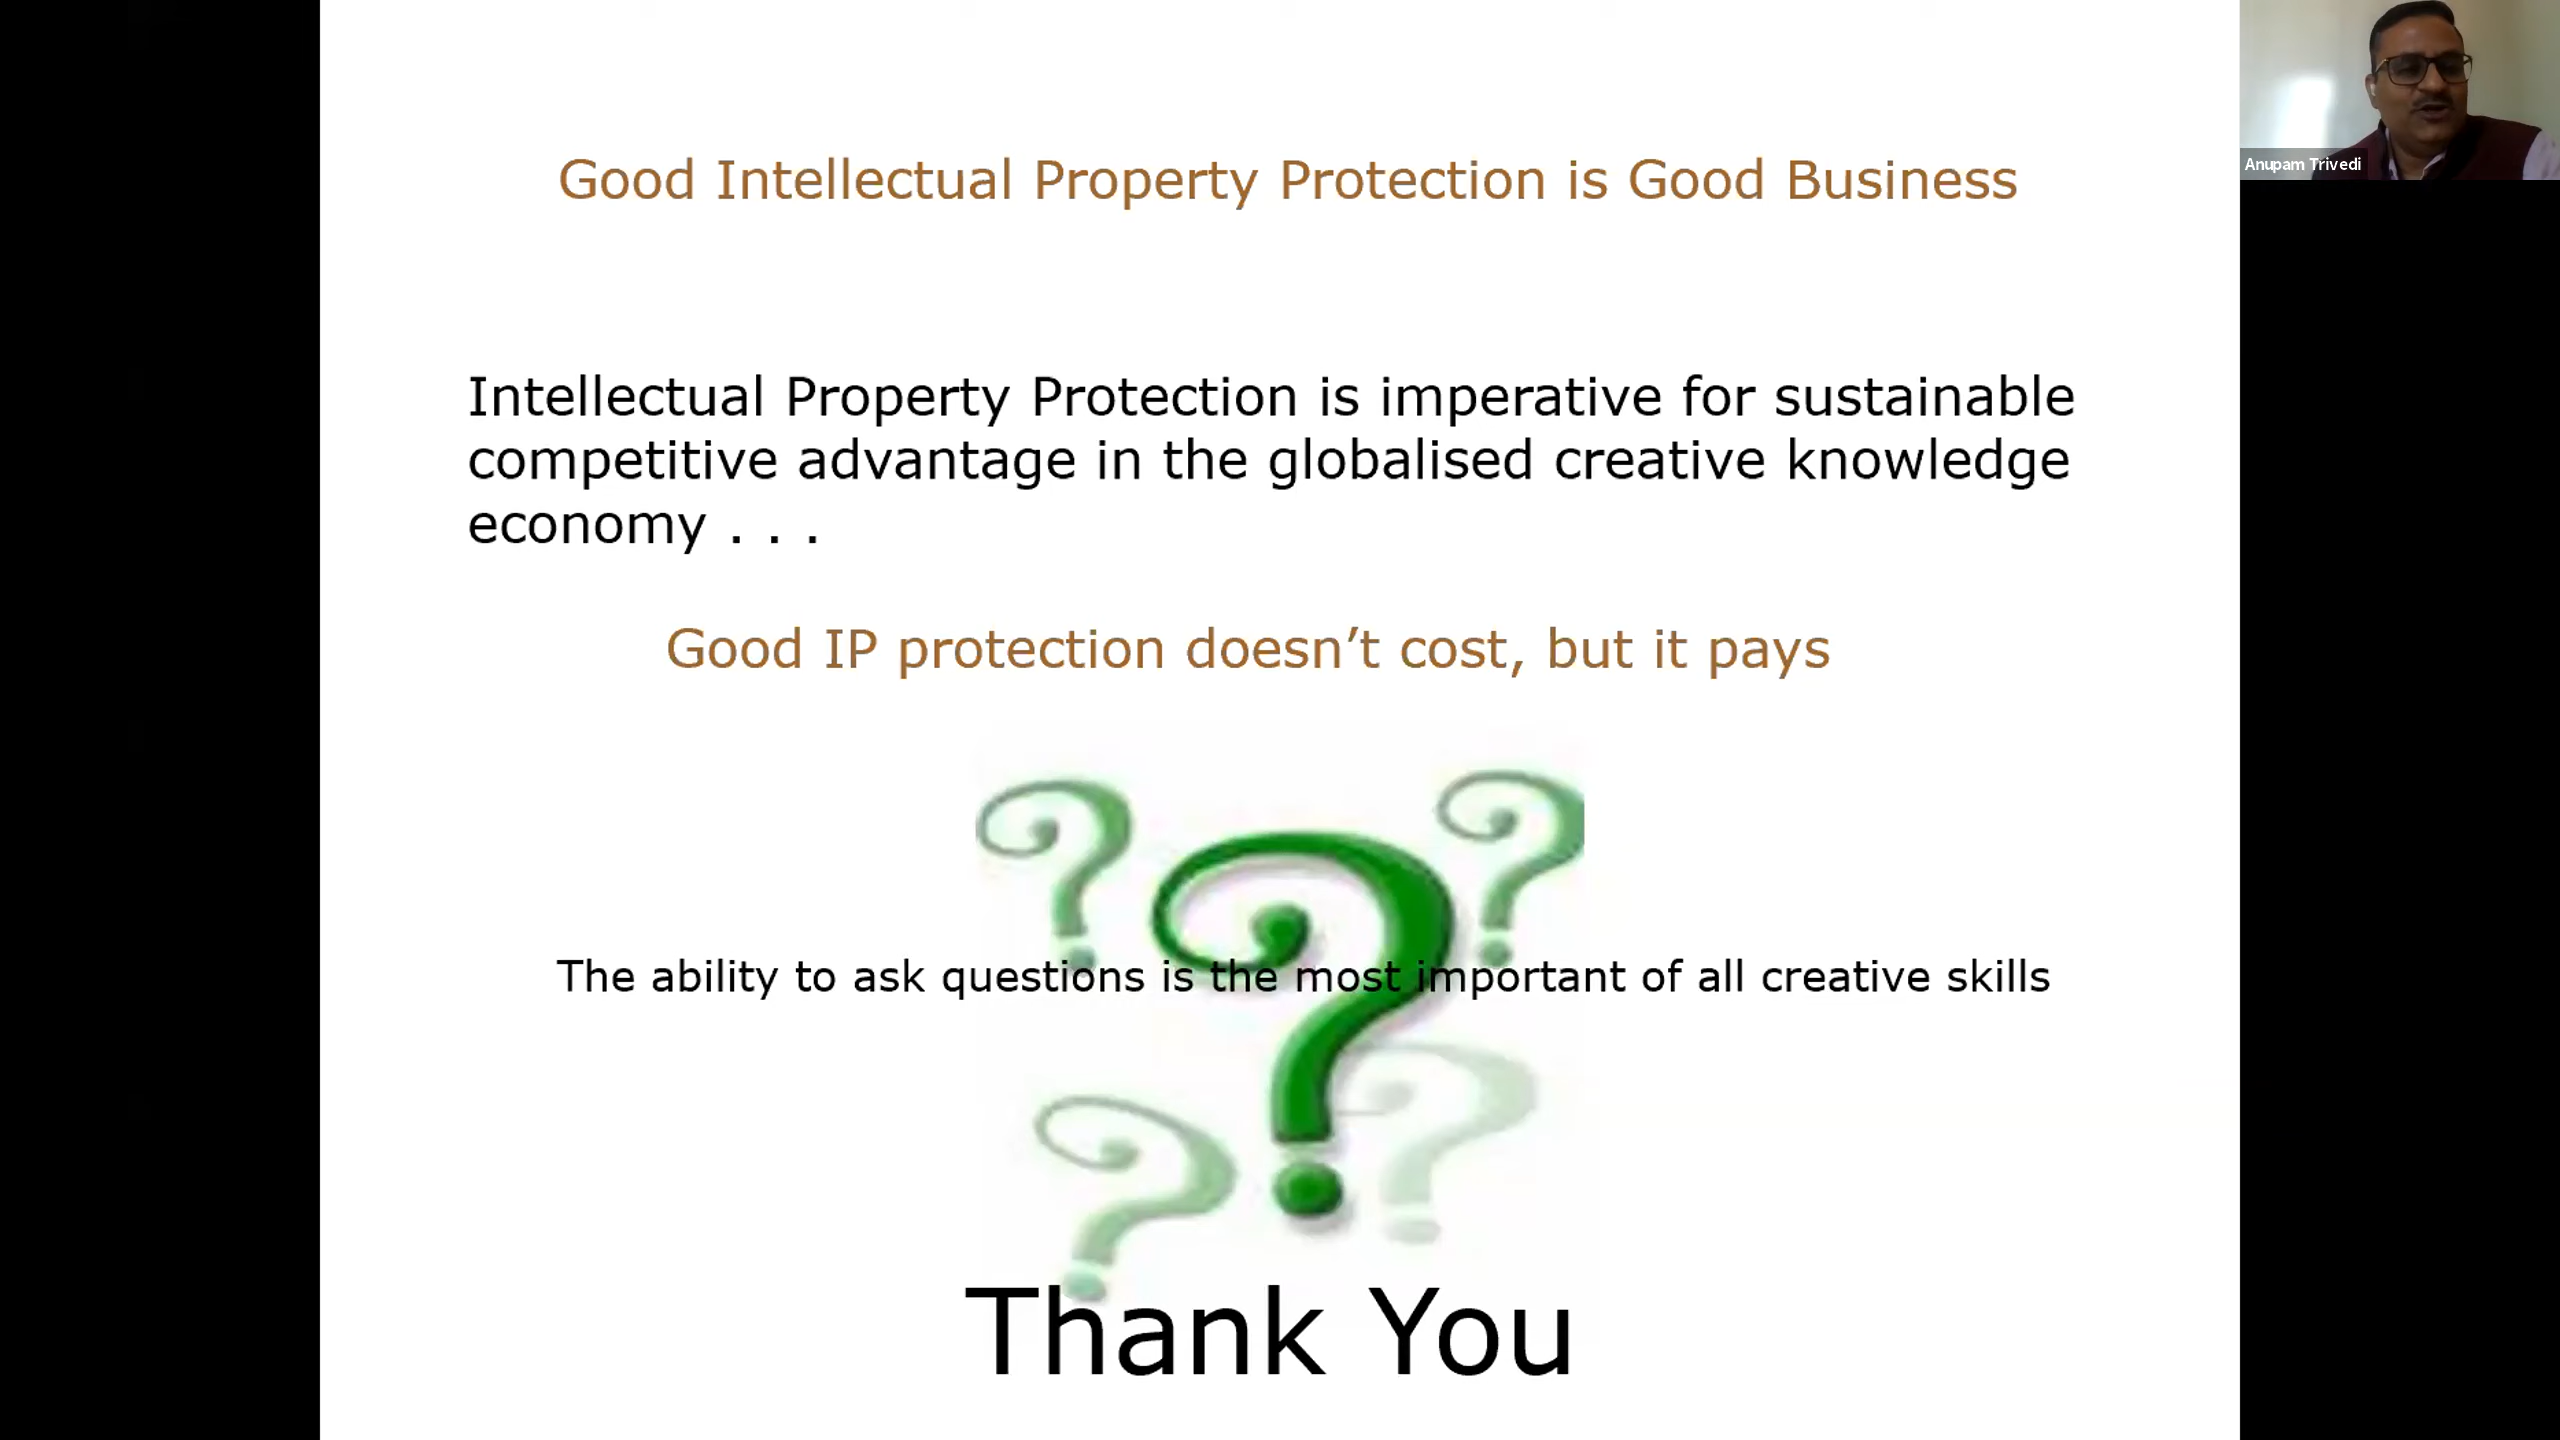 Good Intellectual Property Protection is Good Business
Anupam Trivedi
Intellectual Property Protection is imperative for sustainable
competitive advantage in the globalised creative knowledge
economy . . .
Good IP protection doesn’t cost, but it pays
The ability to ask questions is the most important of all creative skills
Thank You